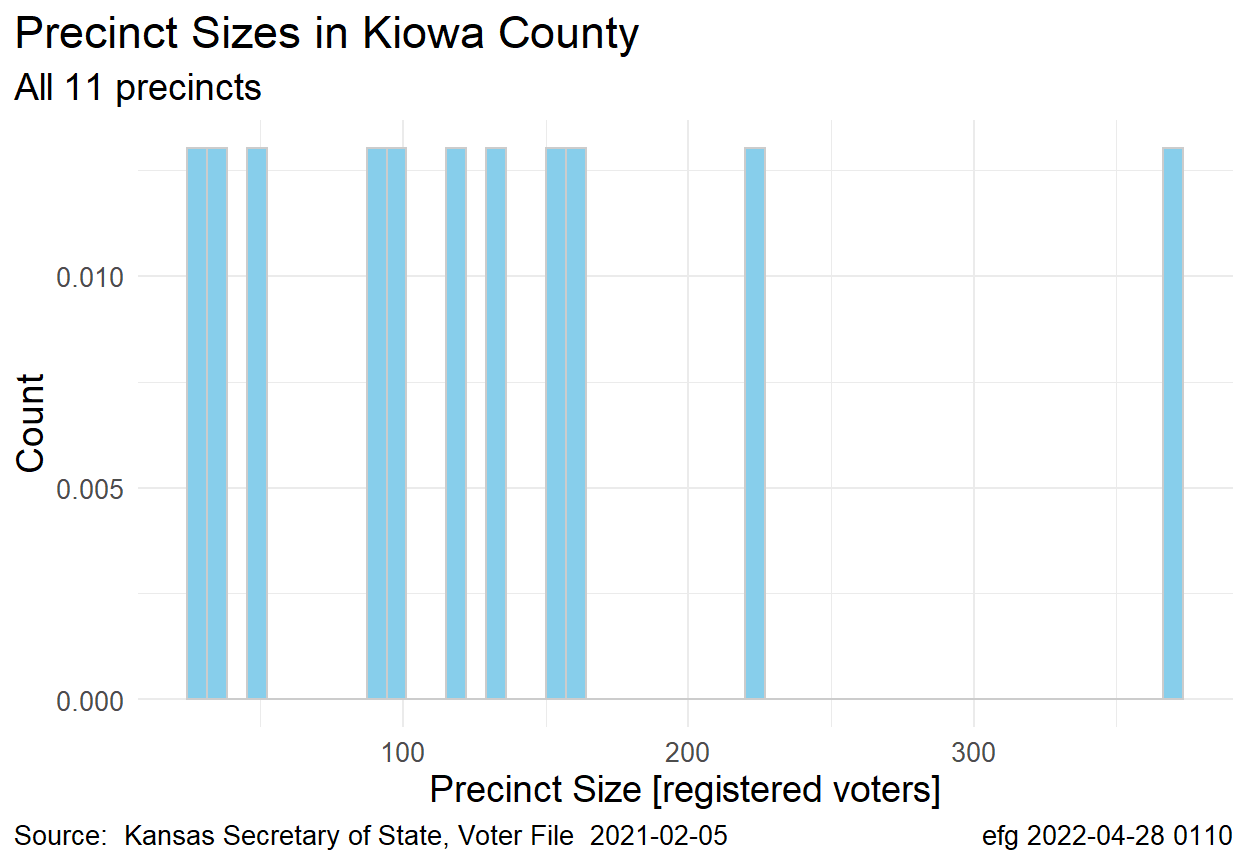 Precinct Sizes in Kiowa County
All 11 precincts
0.010
0.005
0.000
Count
100 200 300
Precinct Size [registered voters]
Source:  Kansas Secretary of State, Voter File  2021-02-05
efg 2022-04-28 0110